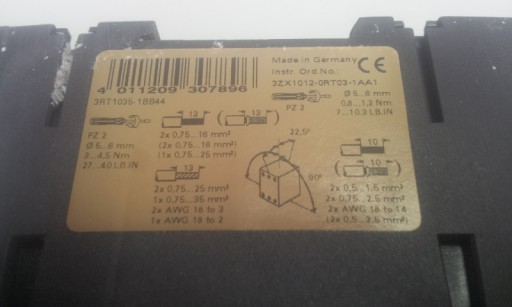 Made in Germany
Instr. Ord.No.
CE
4 011209 307896
3ZX1012-0RT03-1AA1
3RT1035-1BB44
PZ 2
Ø 5...6 mm
3...4,5 Nm
27...40 LB.IN
13
( 13 )
2x 0,75...16 mm²
(2x 0,75...16 mm²)
(1x 0,75...25 mm²)
13
2x 0,75...25 mm²
1x 0,75...35 mm²
2x AWG 18 to 3
1x AWG 18 to 2
22,5°
90°
PZ 2
Ø 5...6 mm
0,8...1,2 Nm
7...10,3 LB.IN
10
( 10 )
2x 0,5...1,5 mm²
2x 0,75...2,5 mm²
2x AWG 18 to 14
(2x 0,5...2,5 mm²)